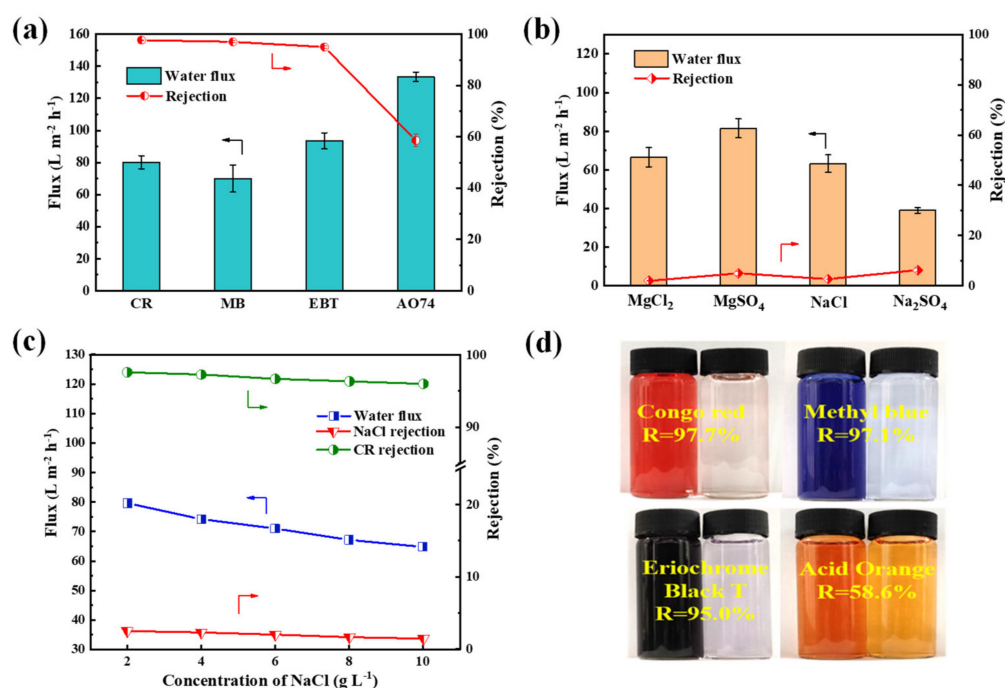 (a)
160
140
120
100
80
60
40
20
0
Flux (L m⁻² h⁻¹)
Water flux
Rejection
100
80
60
40
20
0
Rejection (%)
CR MB EBT AO74
(b)
120
100
80
60
40
20
0
Flux (L m⁻² h⁻¹)
Water flux
Rejection
100
80
60
40
20
0
Rejection (%)
MgCl₂ MgSO₄ NaCl Na₂SO₄
(c)
130
120
110
100
90
80
70
60
50
40
30
Flux (L m⁻² h⁻¹)
Water flux
NaCl rejection
CR rejection
100
90
20
10
0
Rejection (%)
2 4 6 8 10
Concentration of NaCl (g L⁻¹)
(d)
Congo red
R=97.7%
Methyl blue
R=97.1%
Eriochrome
Black T
R=95.0%
Acid Orange
R=58.6%